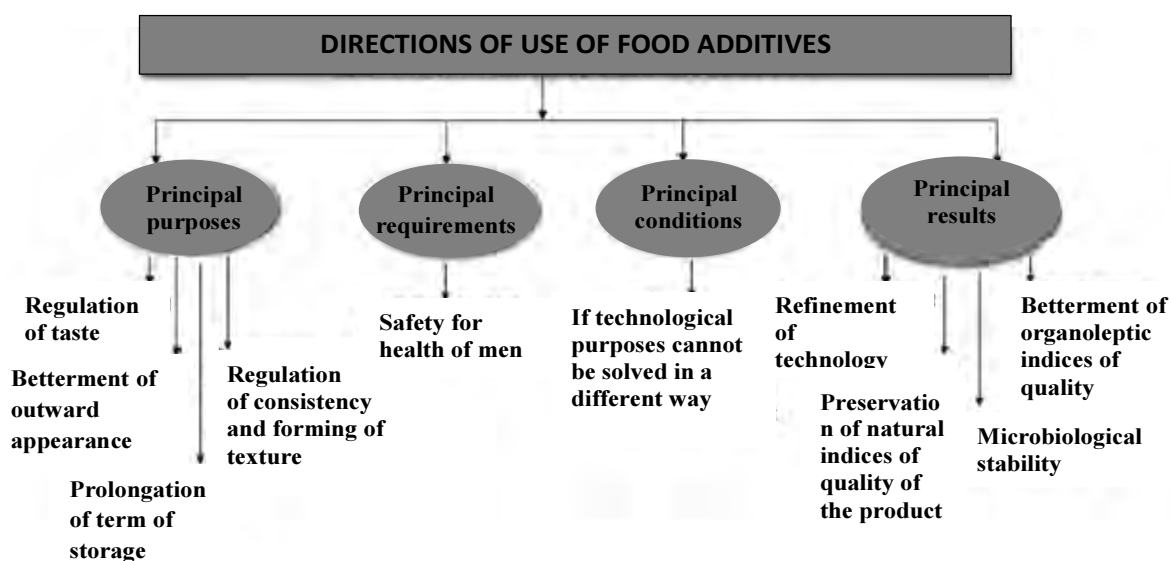 DIRECTIONS OF USE OF FOOD ADDITIVES
Principal
purposes
Principal
requirements
Principal
conditions
Principal
results
Regulation
of taste
Betterment of
outward
appearance
Prolongation
of term of
storage
Regulation
of consistency
and forming of
texture
Safety for
health of men
If technological
purposes cannot
be solved in a
different way
Refinement
of
technology
Preservatio
n of natural
indices of
quality of
the product
Microbiological
stability
Betterment of
organoleptic
indices of
quality